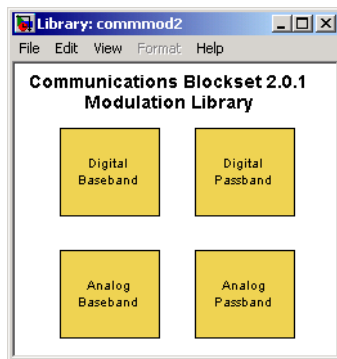 Library: commmod2
File Edit View Format Help
Communications Blockset 2.0.1
Modulation Library
Digital
Baseband
Digital
Passband
Analog
Baseband
Analog
Passband